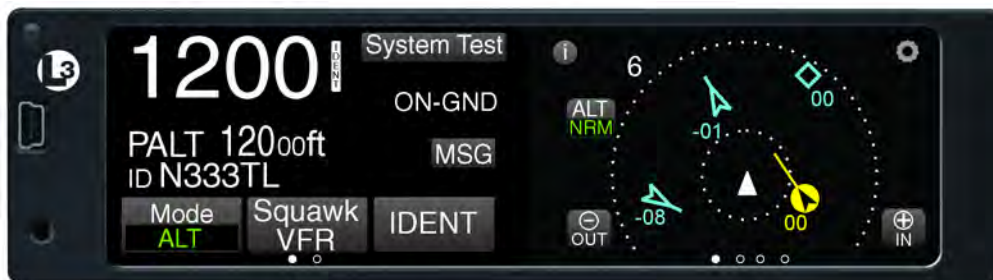 L3
1200 IDENT
System Test
ON-GND
PALT 12000ft
MSG
ID N333TL
Mode
ALT
Squawk
VFR
IDENT
i
6
ALT
NRM
00
-01
-08
00
OUT
IN